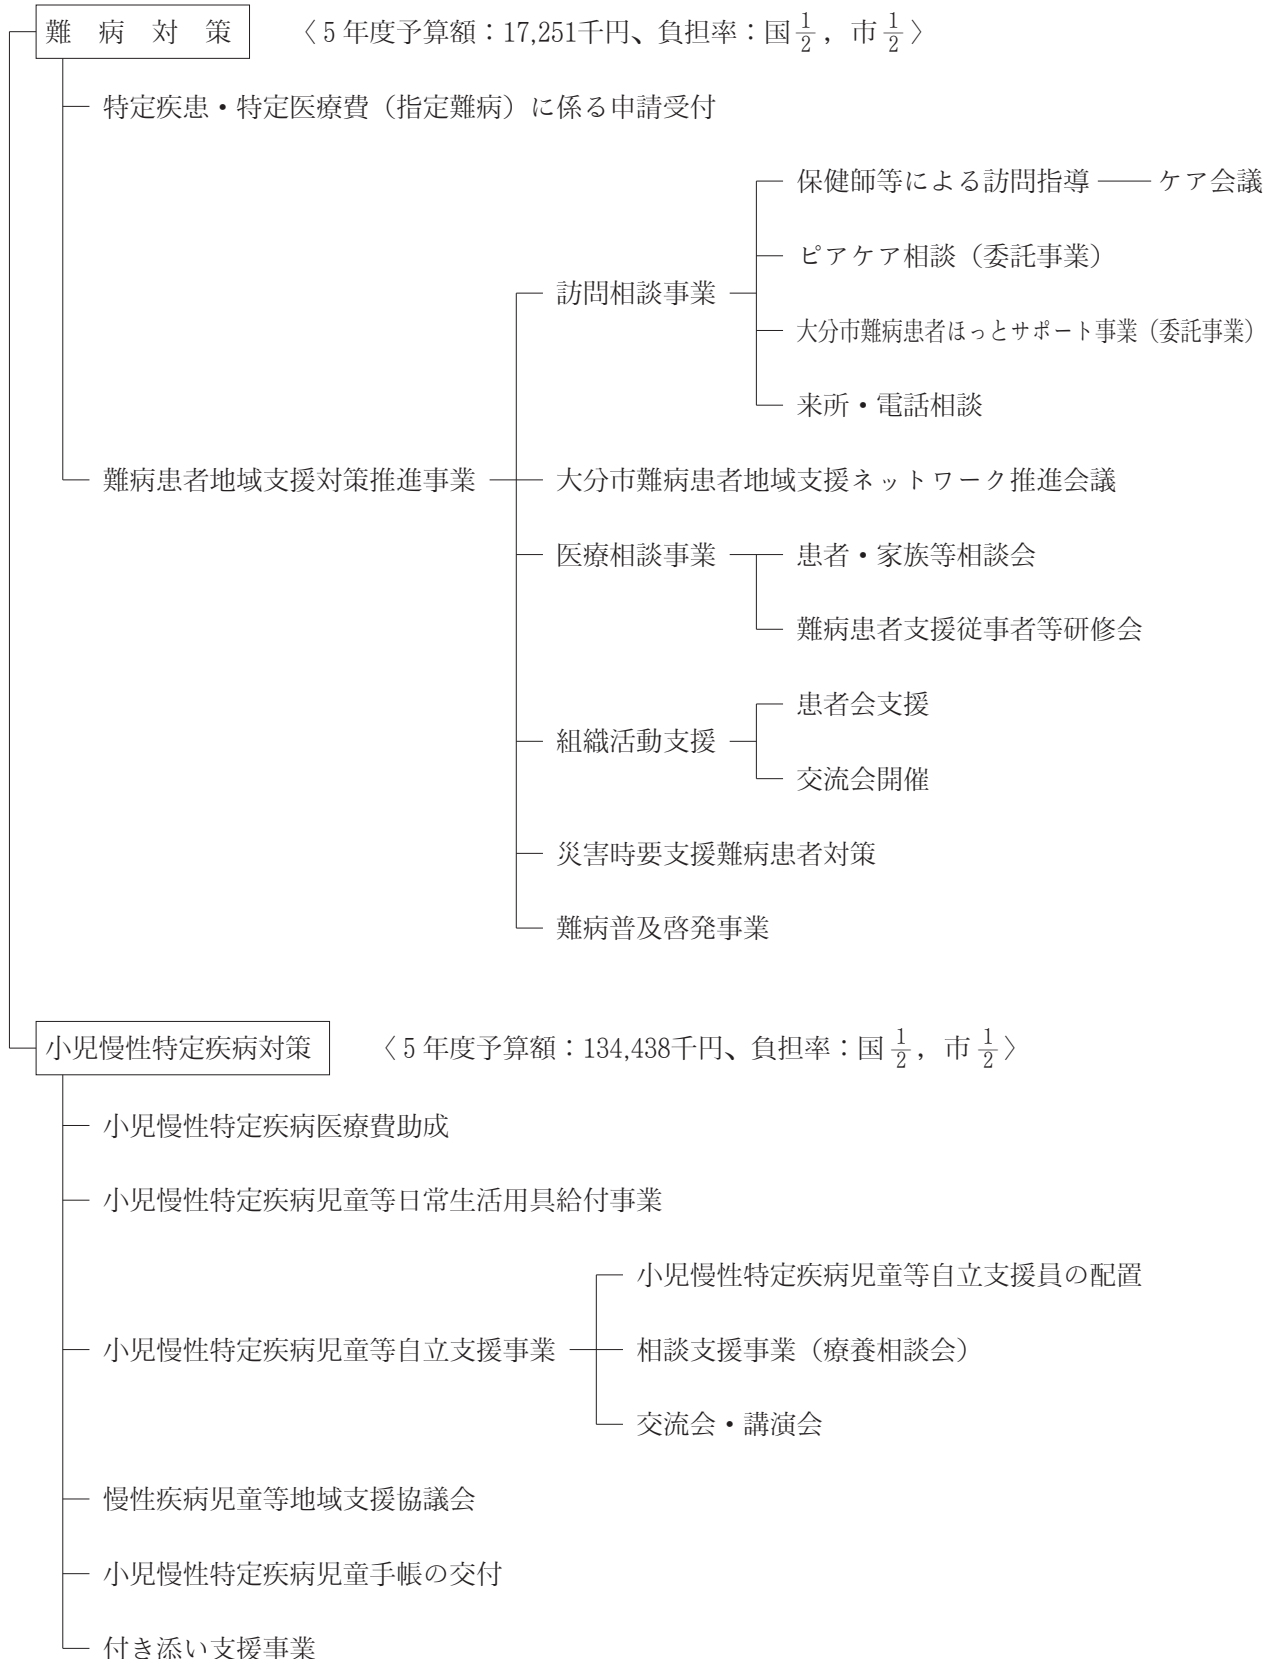 難病対策 〈5年度予算額：17,251千円、負担率：国1/2，市1/2〉
特定疾患・特定医療費（指定難病）に係る申請受付
保健師等による訪問指導 ケア会議
ピアケア相談（委託事業）
訪問相談事業
大分市難病患者ほっとサポート事業（委託事業）
来所・電話相談
難病患者地域支援対策推進事業 大分市難病患者地域支援ネットワーク推進会議
医療相談事業 患者・家族等相談会
難病患者支援従事者等研修会
患者会支援
組織活動支援
交流会開催
災害時要支援難病患者対策
難病普及啓発事業
小児慢性特定疾病対策 〈5年度予算額：134,438千円、負担率：国1/2，市1/2〉
小児慢性特定疾病医療費助成
小児慢性特定疾病児童等日常生活用具給付事業
小児慢性特定疾病児童等自立支援員の配置
小児慢性特定疾病児童等自立支援事業 相談支援事業（療養相談会）
交流会・講演会
慢性疾病児童等地域支援協議会
小児慢性特定疾病児童手帳の交付
付き添い支援事業